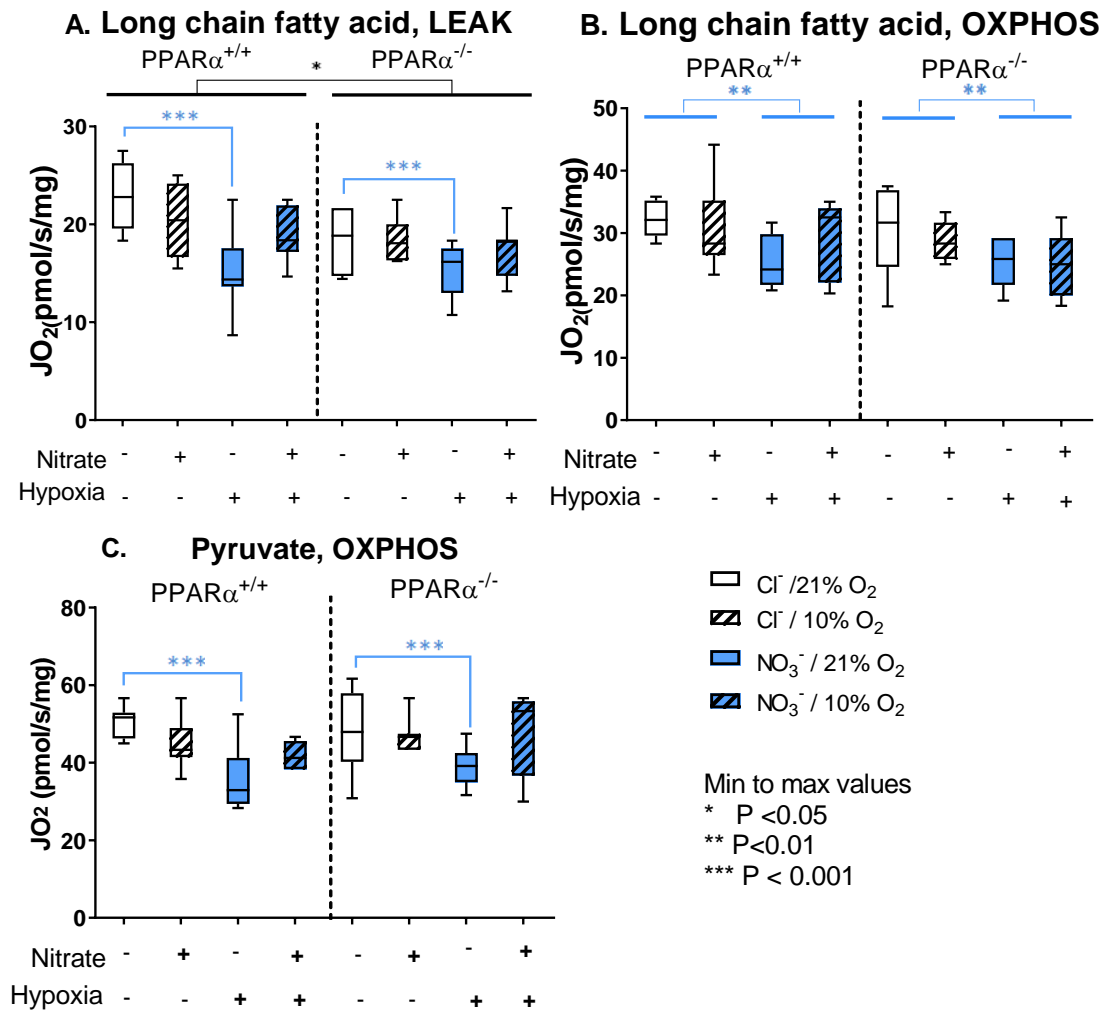 A. Long chain fatty acid, LEAK
PPARα+/+ * PPARα-/-
*** ***
30
20
10
0
JO2(pmol/s/mg)
Nitrate - + - + - + - +
Hypoxia - - + + - - + +
B. Long chain fatty acid, OXPHOS
PPARα+/+ PPARα-/-
** **
50
40
30
20
10
0
JO2(pmol/s/mg)
Nitrate - + - + - + - +
Hypoxia - - + + - - + +
C. Pyruvate, OXPHOS
PPARα+/+ PPARα-/-
*** ***
80
60
40
20
0
JO2 (pmol/s/mg)
Nitrate - + - + - + - +
Hypoxia - - + + - - + +
Cl- /21% O2
Cl- / 10% O2
NO3- / 21% O2
NO3- / 10% O2
Min to max values
* P <0.05
** P<0.01
*** P < 0.001